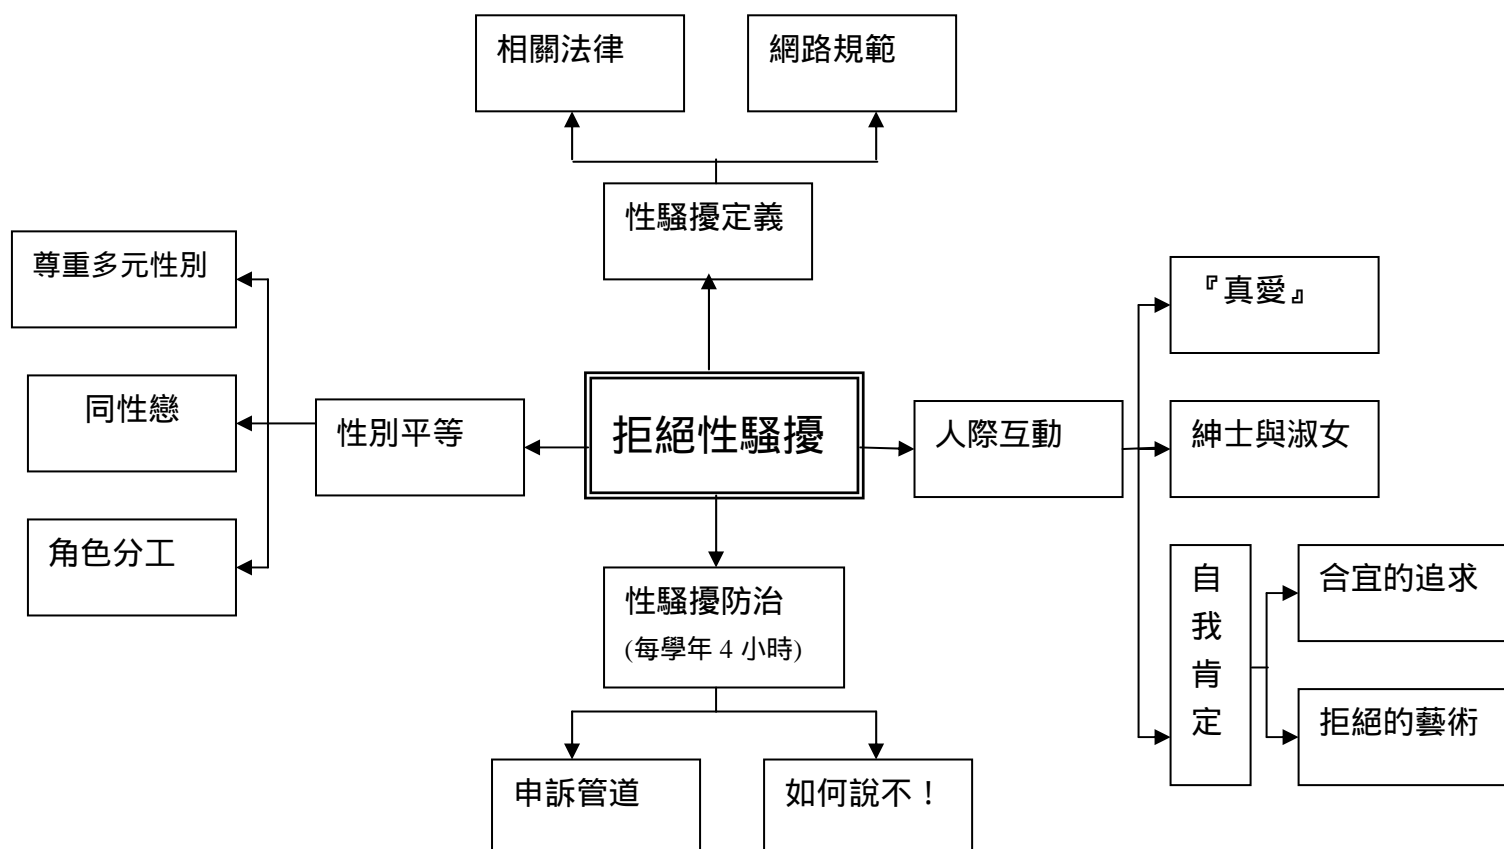 相關法律
網路規範
性騷擾定義
尊重多元性別
『真愛』
同性戀
性別平等
拒絕性騷擾
人際互動
紳士與淑女
角色分工
性騷擾防治
(每學年 4 小時)
自
我
肯
定
合宜的追求
拒絕的藝術
申訴管道
如何說不！